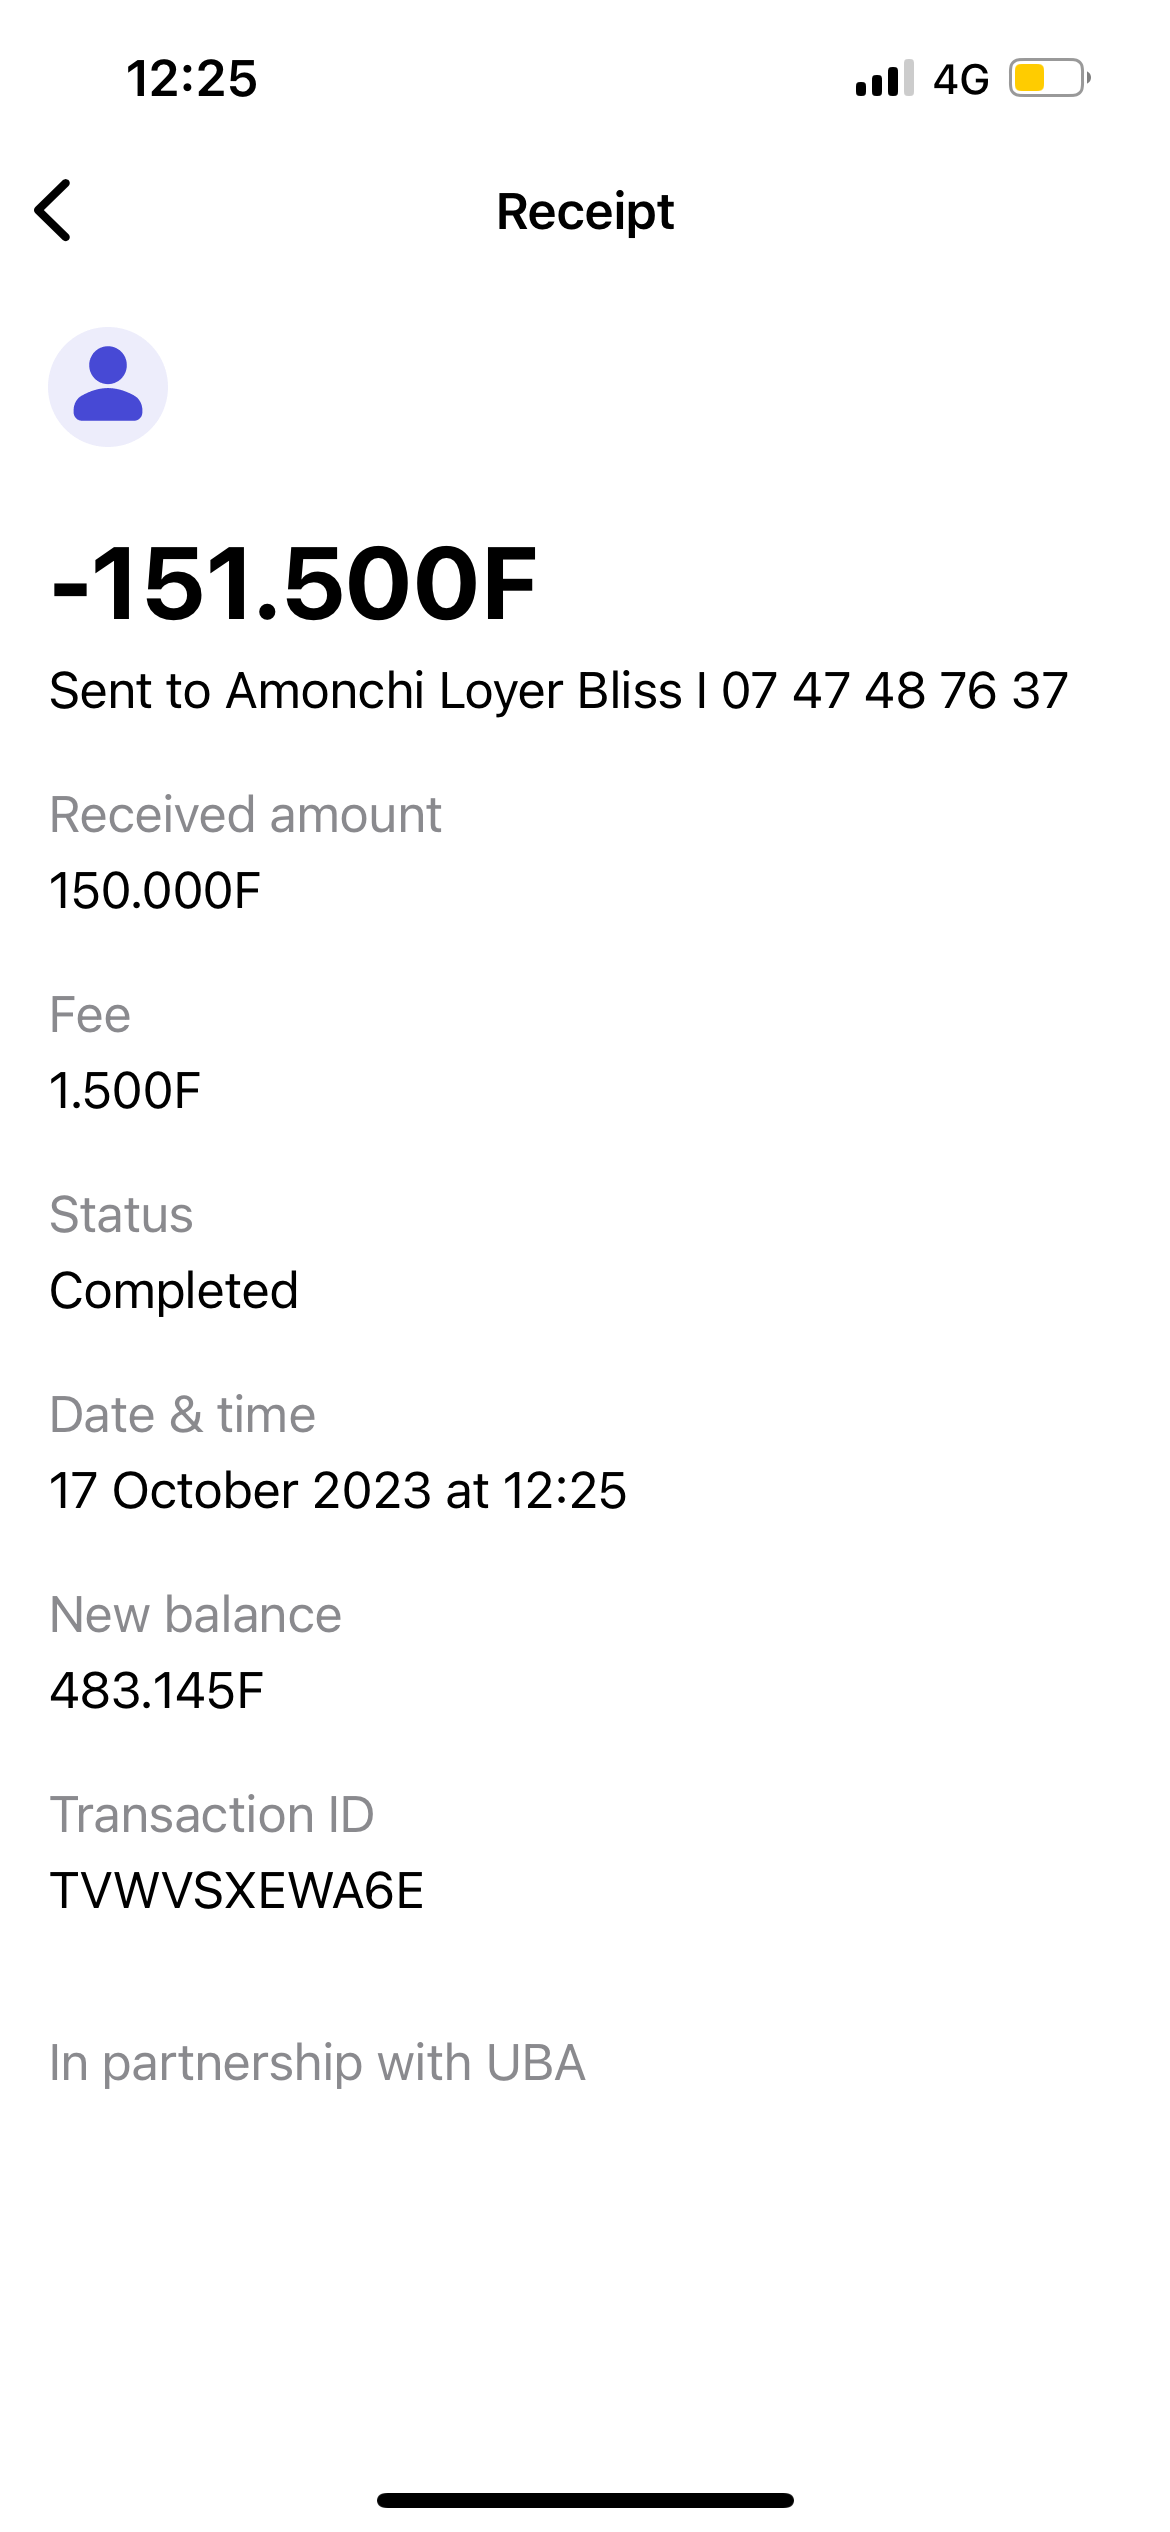 12:25
4G
Receipt
-151.500F
Sent to Amonchi Loyer Bliss I 07 47 48 76 37
Received amount
150.000F
Fee
1.500F
Status
Completed
Date & time
17 October 2023 at 12:25
New balance
483.145F
Transaction ID
TVWVSXEWA6E
In partnership with UBA